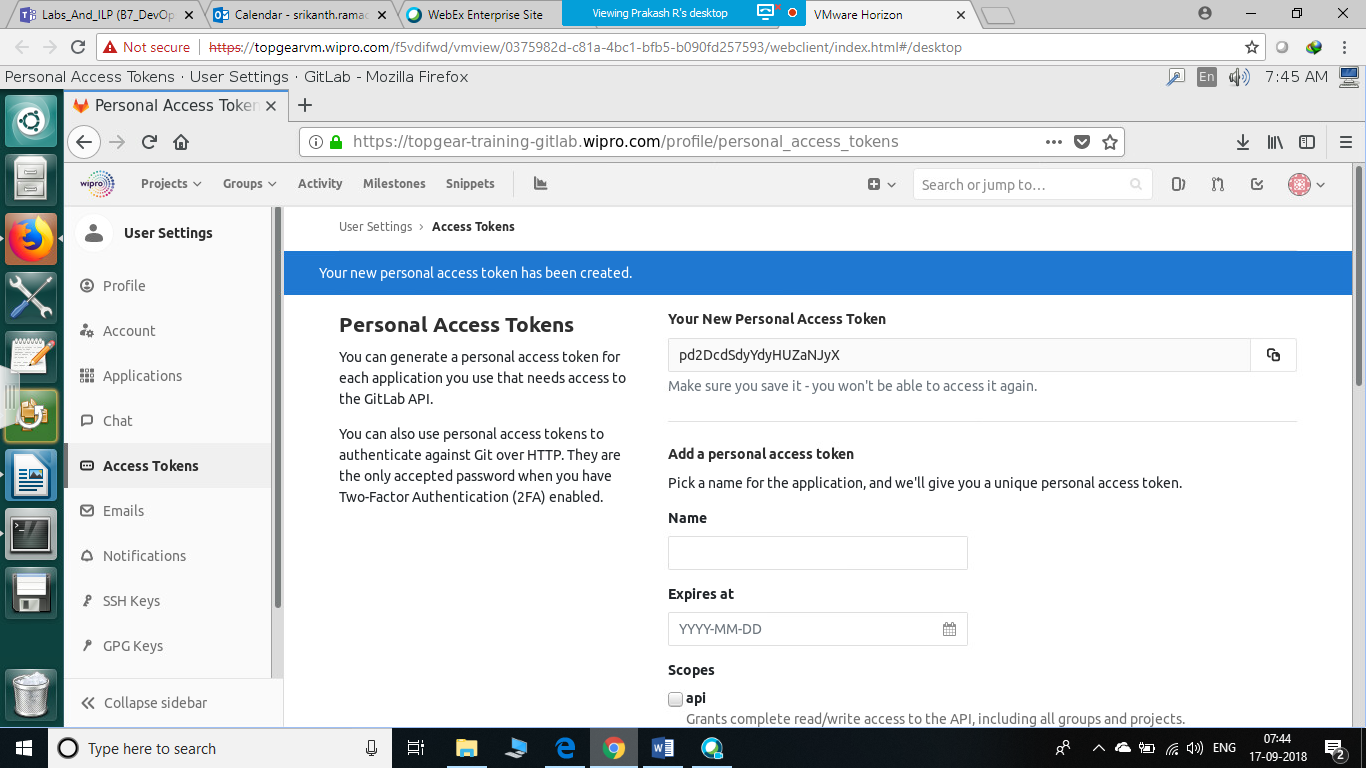 Labs_And_ILP (B7_DevOp
Calendar - srikanth.ramac
WebEx Enterprise Site
Viewing Prakash R's desktop
VMware Horizon
Not secure
https://topgearvm.wipro.com/f5vdifwd/vmview/0375982d-c81a-4bc1-bfb5-b090fd257593/webclient/index.html#/desktop
Personal Access Tokens · User Settings · GitLab - Mozilla Firefox
En
7:45 AM
Personal Access Token
https://topgear-training-gitlab.wipro.com/profile/personal_access_tokens
wipro
Projects
Groups
Activity
Milestones
Snippets
Search or jump to…
User Settings
Profile
Account
Applications
Chat
Access Tokens
Emails
Notifications
SSH Keys
GPG Keys
Collapse sidebar
User Settings › Access Tokens
Your new personal access token has been created.
Personal Access Tokens
You can generate a personal access token for
each application you use that needs access to
the GitLab API.
You can also use personal access tokens to
authenticate against Git over HTTP. They are
the only accepted password when you have
Two-Factor Authentication (2FA) enabled.
Your New Personal Access Token
pd2DcdSdyYdyHUZaNJyX
Make sure you save it - you won't be able to access it again.
Add a personal access token
Pick a name for the application, and we'll give you a unique personal access token.
Name
Expires at
YYYY-MM-DD
Scopes
api
Grants complete read/write access to the API, including all groups and projects.
Type here to search
ENG
07:44
17-09-2018
2